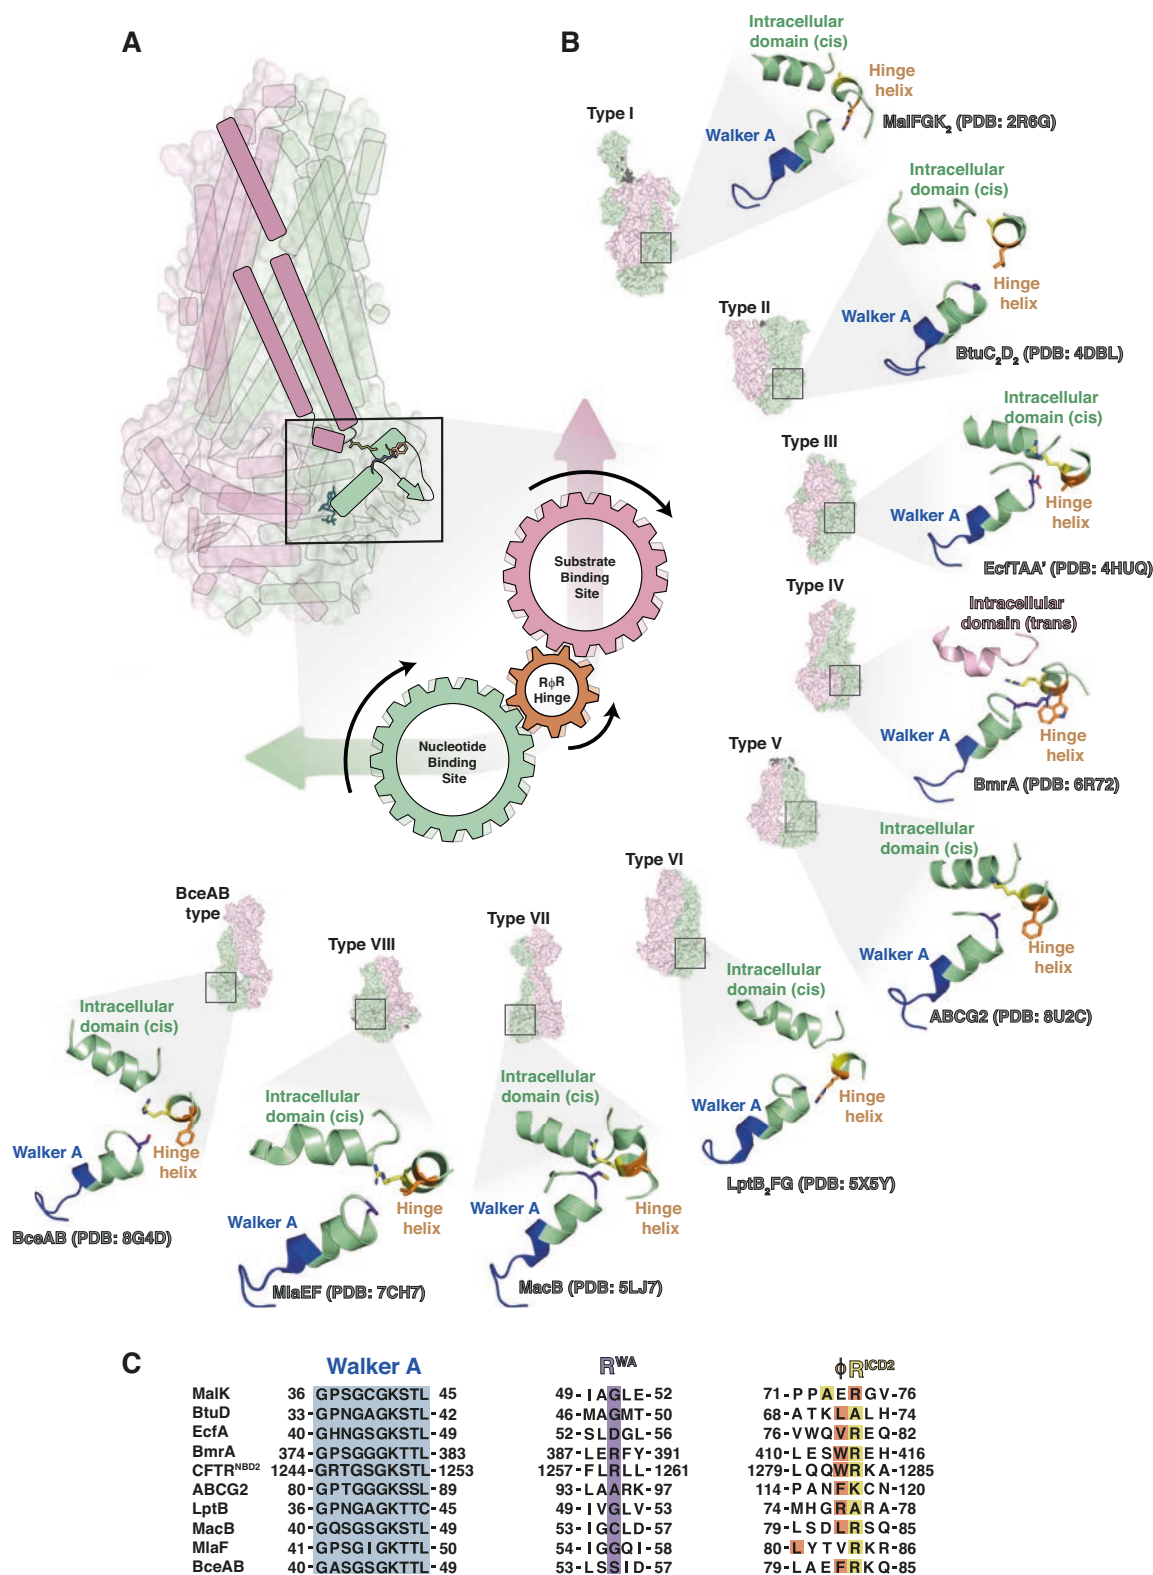 A
B
Intracellular
domain (cis)
Hinge
helix
Type I
Walker A
MalFGK2 (PDB: 2R6G)
Intracellular
domain (cis)
Hinge
helix
Type II
Walker A
BtuC2D2 (PDB: 4DBL)
Intracellular
domain (cis)
Type III
Walker A
Hinge
helix
EcfTAA' (PDB: 4HUQ)
Type IV
Intracellular
domain (trans)
Walker A
Hinge
helix
BmrA (PDB: 6R72)
Substrate
Binding
Site
RϕR
Hinge
Nucleotide
Binding
Site
Type V
Intracellular
domain (cis)
Walker A
Hinge
helix
ABCG2 (PDB: 8U2C)
Type VI
Intracellular
domain (cis)
Walker A
Hinge
helix
LptB2FG (PDB: 5X5Y)
Type VII
Intracellular
domain (cis)
Walker A
Hinge
helix
MacB (PDB: 5LJ7)
Type VIII
Intracellular
domain (cis)
Walker A
Hinge
helix
MlaEF (PDB: 7CH7)
BceAB
type
Intracellular
domain (cis)
Walker A
Hinge
helix
BceAB (PDB: 8G4D)
C
Walker A R^WA ϕR^ICD2
MalK 36 GPSGCGKSTL-45 49-IAGLE-52 71-PPAERGV-76
BtuD 33-GPNGAGKSTL-42 46-MAGMT-50 68-ATKLALH-74
EcfA 40-GHNGSGKSTL-49 52-SLDGL-56 76-VWQVREQ-82
BmrA 374-GPSGGGKTTL-383 387-LERFY-391 410-LESWREH-416
CFTR^NBD2 1244-GRTGSGKSTL-1253 1257-FLRLL-1261 1279-LQQWRKA-1285
ABCG2 80-GPTGGGKSSL-89 93-LAARK-97 114-PANFKCN-120
LptB 36-GPNGAGKTTC-45 49-IVGLV-53 74-MHGRARA-78
MacB 40-GQSGSGKSTL-49 53-IGCLD-57 79-LSDLRSQ-85
MlaF 41-GPSGIGKTTL-50 54-IGGQI-58 80-LYTVRKR-86
BceAB 40-GASGSGKTTL-49 53-LSSID-57 79-LAEFRKQ-85